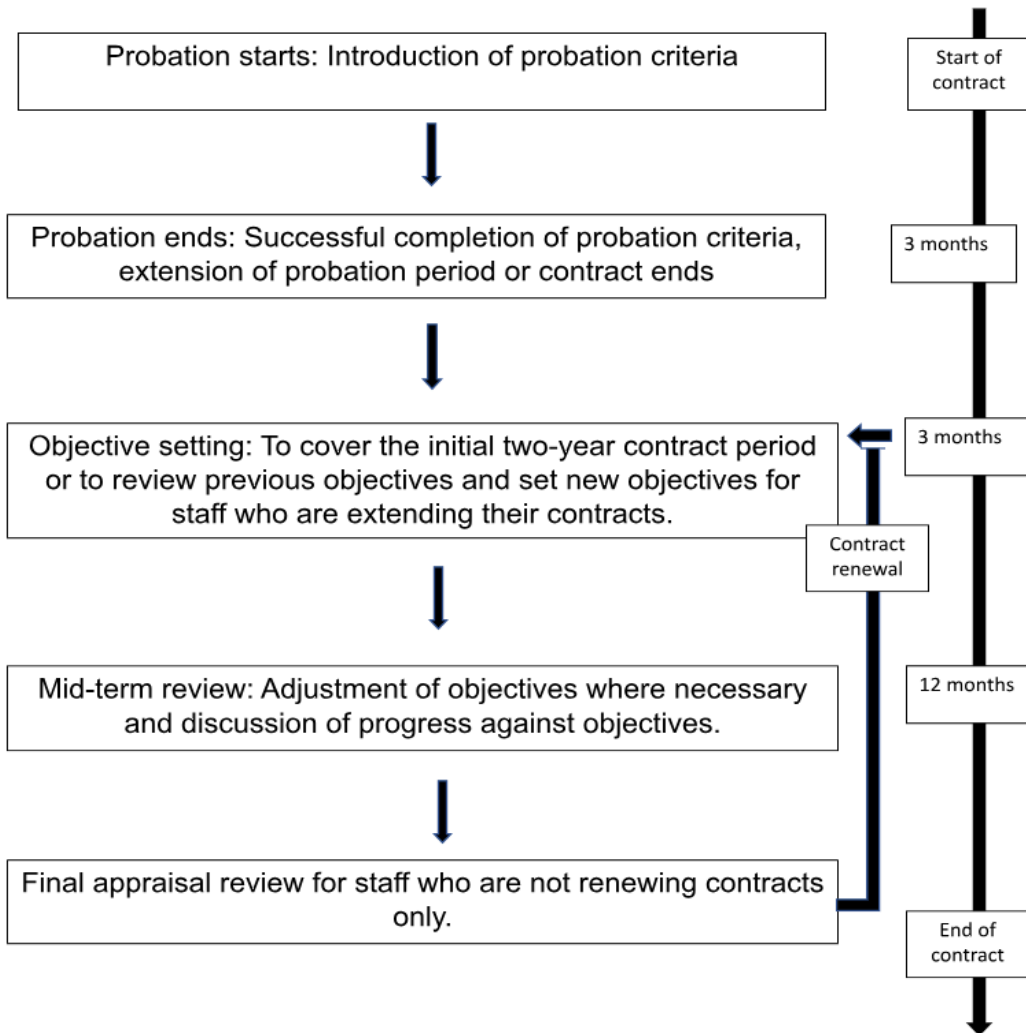 Probation starts: Introduction of probation criteria
Start of
contract
Probation ends: Successful completion of probation criteria,
extension of probation period or contract ends
3 months
Objective setting: To cover the initial two-year contract period
or to review previous objectives and set new objectives for
staff who are extending their contracts.
3 months
Contract
renewal
Mid-term review: Adjustment of objectives where necessary
and discussion of progress against objectives.
12 months
Final appraisal review for staff who are not renewing contracts
only.
End of
contract